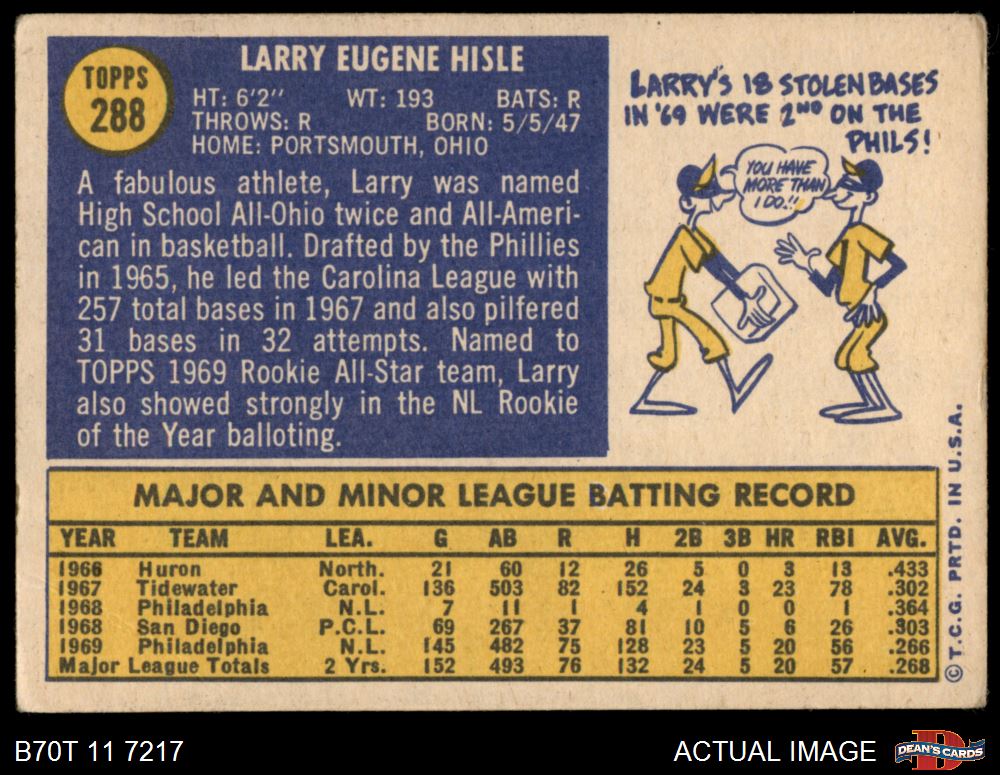 TOPPS
288
LARRY EUGENE HISLE
HT: 6'2" WT: 193 BATS: R
THROWS: R BORN: 5/5/47
HOME: PORTSMOUTH, OHIO
A fabulous athlete, Larry was named
High School All-Ohio twice and All-Ameri-
can in basketball. Drafted by the Phillies
in 1965, he led the Carolina League with
257 total bases in 1967 and also pilfered
31 bases in 32 attempts. Named to
TOPPS 1969 Rookie All-Star team, Larry
also showed strongly in the NL Rookie
of the Year balloting.
LARRY'S 18 STOLEN BASES
IN '69 WERE 2ND ON THE
PHILS!
YOU HAVE
MORE THAN
I DO!!
MAJOR AND MINOR LEAGUE BATTING RECORD
YEAR TEAM LEA. G AB R H 2B 3B HR RBI AVG.
1966 Huron North. 21 60 12 26 5 0 3 13 .433
1967 Tidewater Carol. 136 503 82 152 24 3 23 78 .302
1968 Philadelphia N.L. 7 11 1 4 1 0 0 1 .364
1968 San Diego P.C.L. 69 267 37 81 10 5 6 26 .303
1969 Philadelphia N.L. 145 482 75 128 23 5 20 56 .266
Major League Totals 2 Yrs. 152 493 76 132 24 5 20 57 .268
© T.C.G. PRTD. IN U.S.A.
B70T 11 7217
ACTUAL IMAGE
D
DEAN'S CARDS